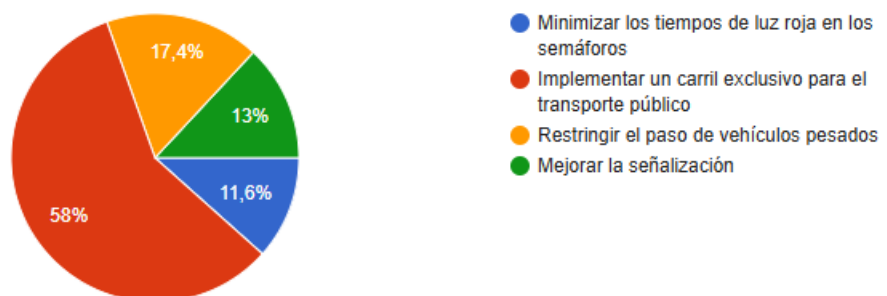 17,4%
13%
11,6%
58%
Minimizar los tiempos de luz roja en los
semáforos
Implementar un carril exclusivo para el
transporte público
Restringir el paso de vehículos pesados
Mejorar la señalización